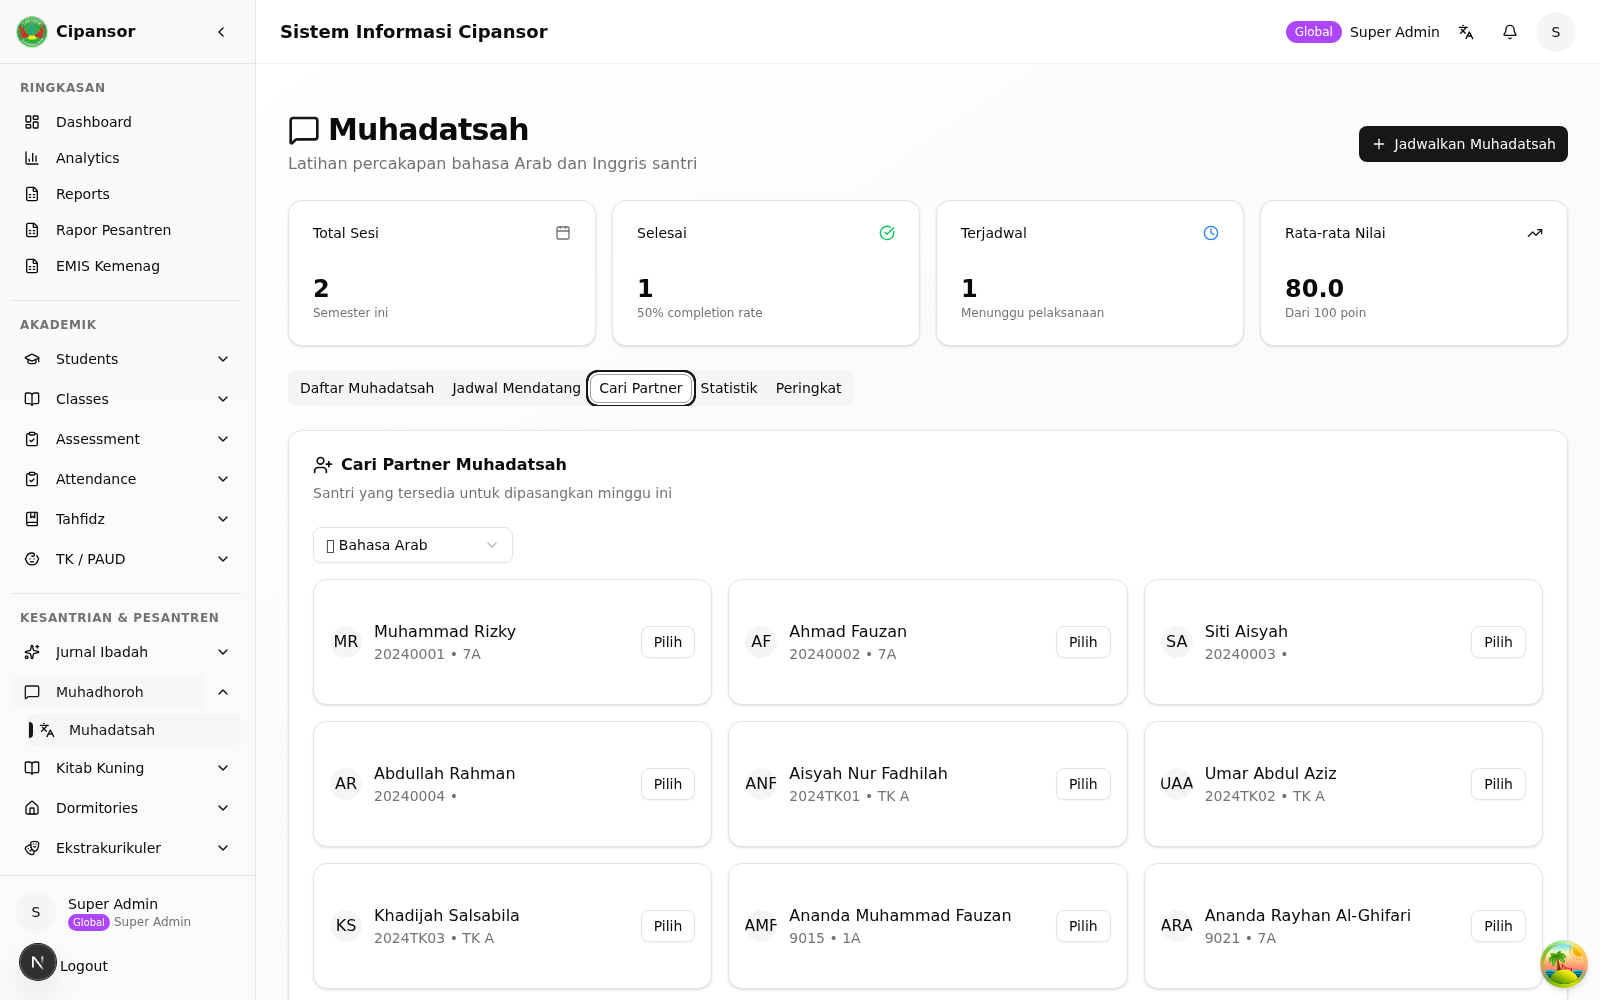 Cipansor
RINGKASAN
Dashboard
Analytics
Reports
Rapor Pesantren
EMIS Kemenag
AKADEMIK
Students
Classes
Assessment
Attendance
Tahfidz
TK / PAUD
KESANTRIAN & PESANTREN
Jurnal Ibadah
Muhadhoroh
Muhadatsah
Kitab Kuning
Dormitories
Ekstrakurikuler
S
Super Admin
Global Super Admin
N
Logout
Sistem Informasi Cipansor
Global Super Admin
S
Muhadatsah
Latihan percakapan bahasa Arab dan Inggris santri
Jadwalkan Muhadatsah
Total Sesi
2
Semester ini
Selesai
1
50% completion rate
Terjadwal
1
Menunggu pelaksanaan
Rata-rata Nilai
80.0
Dari 100 poin
Daftar Muhadatsah Jadwal Mendatang Cari Partner Statistik Peringkat
Cari Partner Muhadatsah
Santri yang tersedia untuk dipasangkan minggu ini
Bahasa Arab
MR
Muhammad Rizky
20240001 • 7A
Pilih
AF
Ahmad Fauzan
20240002 • 7A
Pilih
SA
Siti Aisyah
20240003 •
Pilih
AR
Abdullah Rahman
20240004 •
Pilih
ANF
Aisyah Nur Fadhilah
2024TK01 • TK A
Pilih
UAA
Umar Abdul Aziz
2024TK02 • TK A
Pilih
KS
Khadijah Salsabila
2024TK03 • TK A
Pilih
AMF
Ananda Muhammad Fauzan
9015 • 1A
Pilih
ARA
Ananda Rayhan Al-Ghifari
9021 • 7A
Pilih